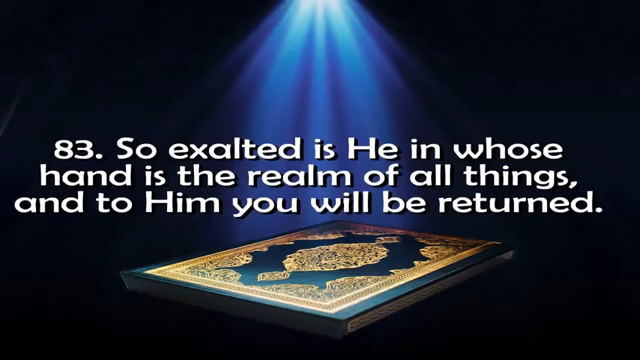 83. So exalted is He in whose
hand is the realm of all things,
and to Him you will be returned.